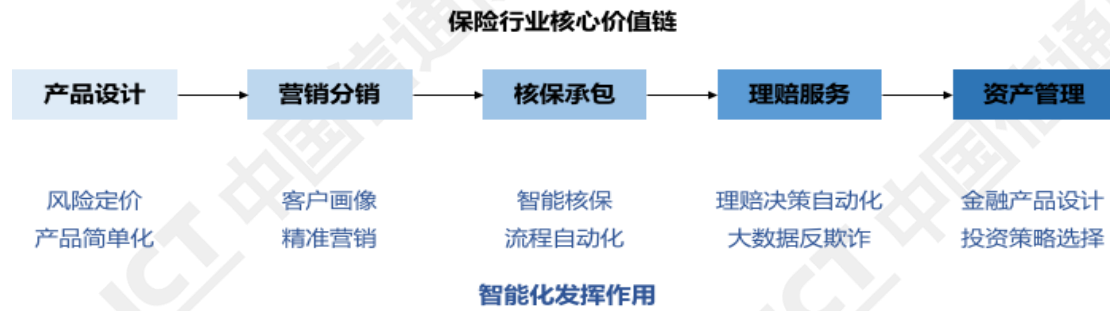 保险行业核心价值链
产品设计 营销分销 核保承包 理赔服务 资产管理
风险定价 客户画像 智能核保 理赔决策自动化 金融产品设计
产品简单化 精准营销 流程自动化 大数据反欺诈 投资策略选择
智能化发挥作用